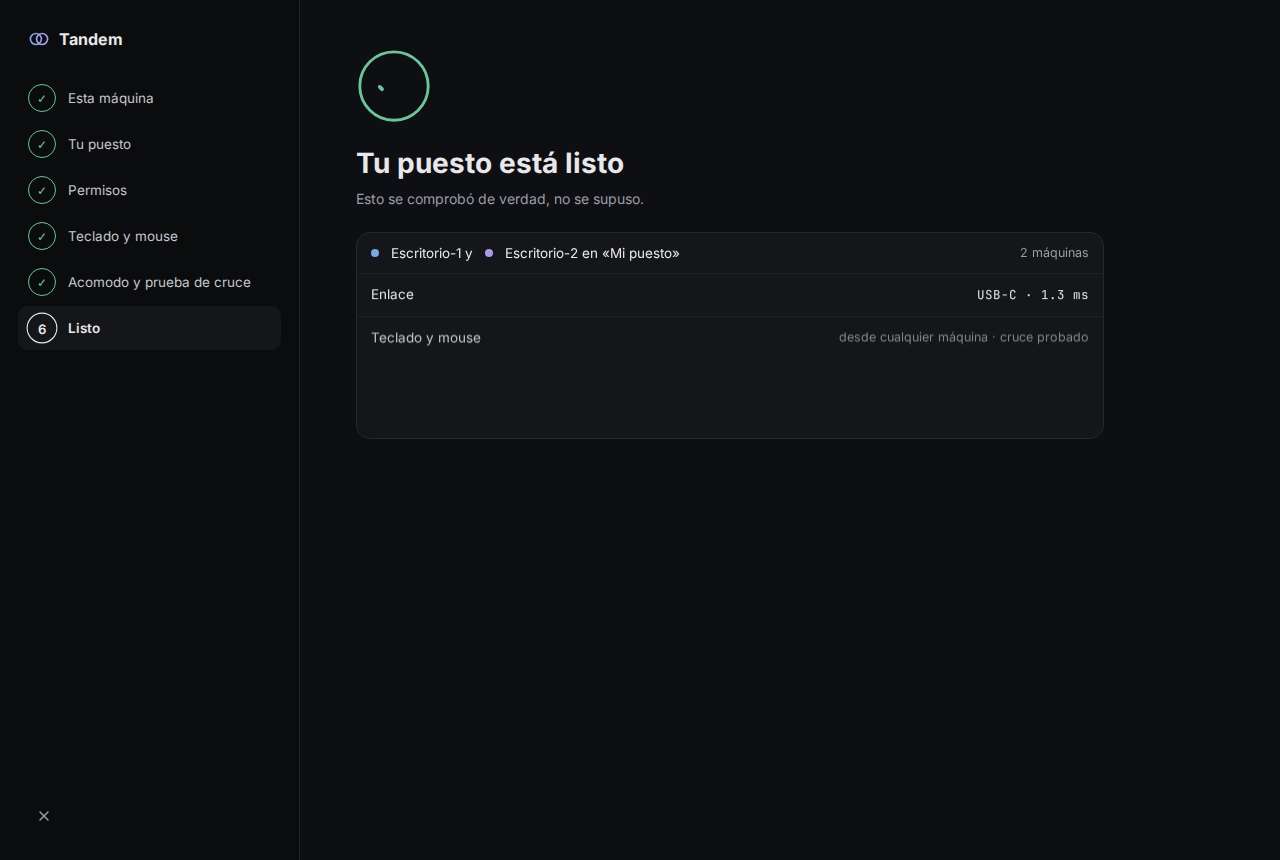 Tandem
✓ Esta máquina
✓ Tu puesto
✓ Permisos
✓ Teclado y mouse
✓ Acomodo y prueba de cruce
6 Listo
Tu puesto está listo
Esto se comprobó de verdad, no se supuso.
Escritorio-1 y Escritorio-2 en «Mi puesto» 2 máquinas
Enlace USB-C · 1.3 ms
Teclado y mouse desde cualquier máquina · cruce probado